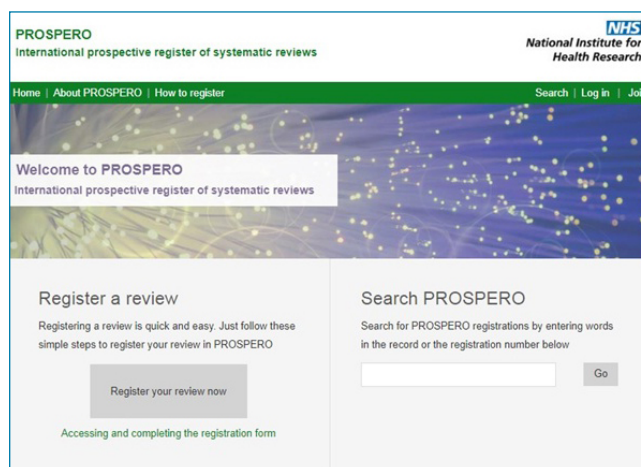 PROSPERO
International prospective register of systematic reviews
NHS
National Institute for
Health Research
Home | About PROSPERO | How to register
Search | Log in | Joi
Welcome to PROSPERO
International prospective register of systematic reviews
Register a review
Registering a review is quick and easy. Just follow these
simple steps to register your review in PROSPERO
Register your review now
Accessing and completing the registration form
Search PROSPERO
Search for PROSPERO registrations by entering words
in the record or the registration number below
Go